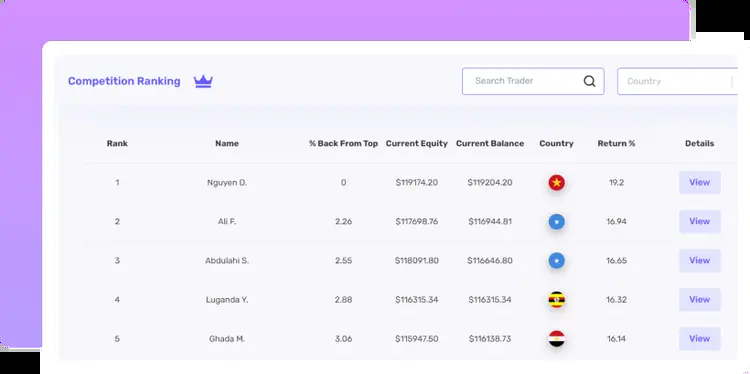 Competition Ranking Search Trader Country
Rank Name % Back From Top Current Equity Current Balance Country Return % Details
1 Nguyen D. 0 $119174.20 $119204.20 19.2 View
2 Ali F. 2.26 $117698.76 $116944.81 16.94 View
3 Abdulahi S. 2.55 $118091.80 $116646.80 16.65 View
4 Luganda Y. 2.88 $116315.34 $116315.34 16.32 View
5 Ghada M. 3.06 $115947.50 $116138.73 16.14 View